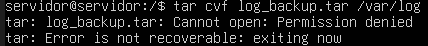 servidor@servidor:/$ tar cvf log_backup.tar /var/log
tar: log_backup.tar: Cannot open: Permission denied
tar: Error is not recoverable: exiting now